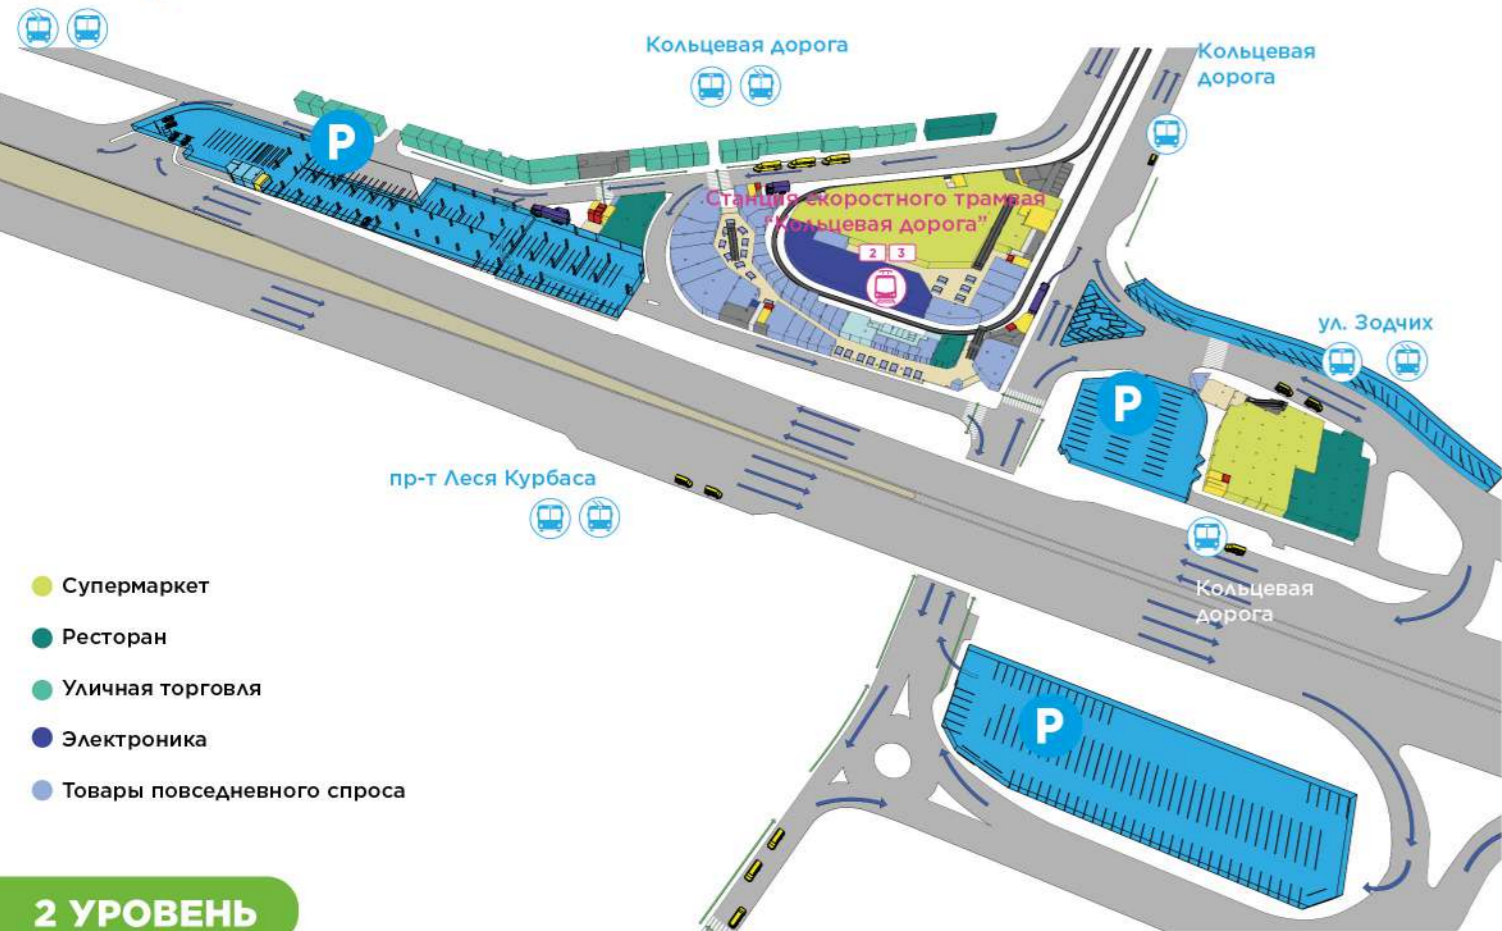 Кольцевая дорога
Кольцевая
дорога
P
Станция скоростного трамвая
"Кольцевая дорога"
2 3
ул. Зодчих
P
пр-т Леся Курбаса
Кольцевая
дорога
Супермаркет
Ресторан
Уличная торговля
P
Электроника
Товары повседневного спроса
2 УРОВЕНЬ